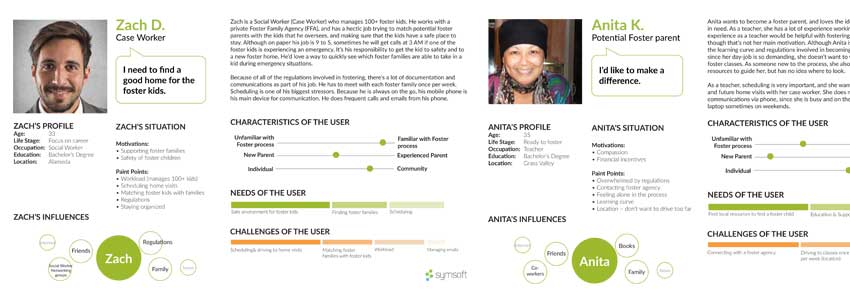 Zach D.
Case Worker
I need to find a
good home for the
foster kids.
Zach is a Social Worker (Case Worker) who manages 100+ foster kids. He works with a
private Foster Family Agency (FFA), and has a hectic job trying to match potential foster
parents with the kids that he oversees, and making sure that the kids have a safe place to
stay. Although on paper his job is 9 to 5, sometimes he will get calls at 3 AM if one of the
foster kids is experiencing an emergency. It's his responsibility to get the kid to safety and to
a new foster home. He'd love a way to quickly see which foster families are able to take in a
kid during emergency situations.
Because of all of the regulations involved in fostering, there's a lot of documentation and
communications as part of his job. He has to meet with each foster family once per week.
Scheduling is one of his biggest stressors. Because he is always on the go, his mobile phone is
his main device for communication. He does frequent calls and emails from his phone.
ZACH'S PROFILE
Age: 33
Life Stage: Focus on career
Occupation: Social Worker
Education: Bachelor's Degree
Location: Alameda
ZACH'S SITUATION
Motivations:
• Supporting foster families
• Safety of foster children
Paint Points:
• Workload (manages 100+ kids)
• Scheduling home visits
• Matching foster kids with families
• Regulations
• Staying organized
CHARACTERISTICS OF THE USER
Unfamiliar with
Foster process
Familiar with Foster
process
New Parent
Experienced Parent
Individual
Community
NEEDS OF THE USER
Safe environment for foster kids
Finding foster families
Scheduling
CHALLENGES OF THE USER
Scheduling & driving to home visits
Matching foster
families with foster kids
Workload
Managing emails
ZACH'S INFLUENCES
Friends
Social Worker
Networking
groups
Zach
Regulations
Family
symsoft
Anita K.
Potential Foster parent
I'd like to make a
difference.
Anita wants to become a foster parent, and loves the id
in need. As a teacher, she has a lot of experience workin
experience as a teacher would be helpful with fostering
though that's not her main motivation. Although Anita i
the learning curve and regulations involved in becoming
since her day-job is so demanding, she doesn't want to
foster classes. As someone new to the process, she also
resources to guide her, but has no idea where to look.
As a teacher, scheduling is very important, and she wan
and future home visits with her case worker. She does r
communications via phone, since she is busy and on the
laptop sometimes on weekends.
ANITA'S PROFILE
Age: 35
Life Stage: Ready to foster
Occupation: Teacher
Education: Bachelor's Degree
Location: Grass Valley
ANITA'S SITUATION
Motivations:
• Compassion
• Financial incentives
Paint Points:
• Overwhelmed by regulations
• Contacting foster agency
• Feeling alone in the process
• Learning curve
• Location – don't want to drive too far
CHARACTERISTICS OF THE USER
Unfamiliar with
Foster process
New Parent
Individual
NEEDS OF THE USER
Find local resources to find a foster child
Education & Supp
CHALLENGES OF THE USER
Connecting with a foster agency
Driving to classes once
per week (location)
ANITA'S INFLUENCES
Friends
Co-
workers
Anita
Books
Family